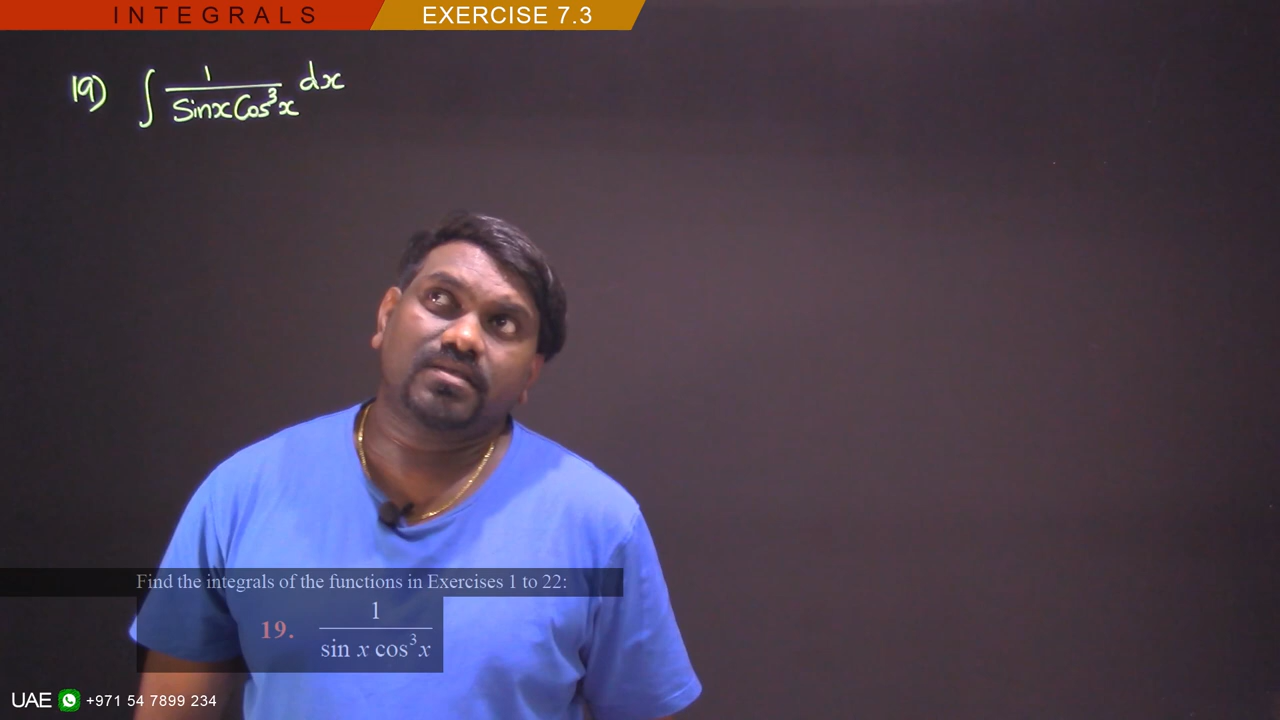 INTEGRALS EXERCISE 7.3
19) ∫ 1/(Sinx Cos³x) dx
Find the integrals of the functions in Exercises 1 to 22:
19. 1/(sin x cos³x)
UAE +971 54 7899 234